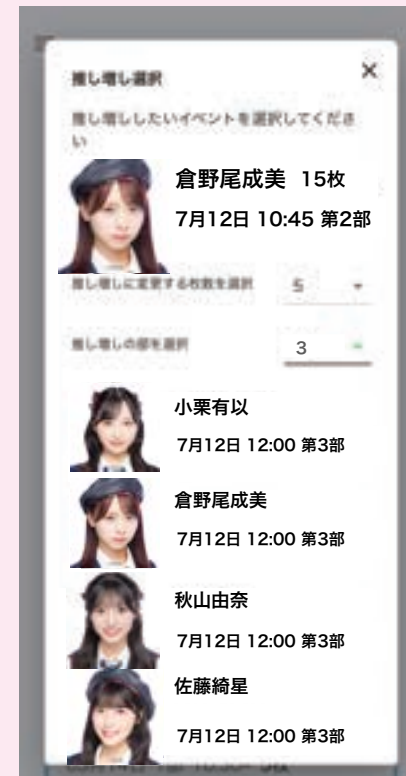 推し増し選択
×
推し増ししたいイベントを選択してくださ
い
倉野尾成美 15枚
7月12日 10:45 第2部
推し増しに変更する枚数を選択 5
推し増しの部を選択 3
小栗有以
7月12日 12:00 第3部
倉野尾成美
7月12日 12:00 第3部
秋山由奈
7月12日 12:00 第3部
佐藤綺星
7月12日 12:00 第3部